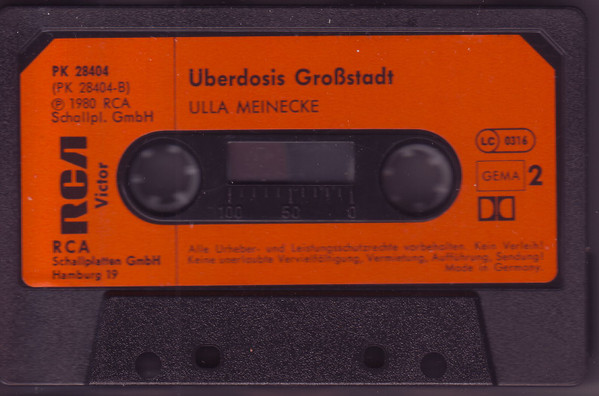 PK 28404
(PK 28404-B)
Ⓟ 1980 RCA
Schallpl. GmbH
Uberdosis Großstadt
ULLA MEINECKE
RCA
Victor
LC 0316
GEMA 2
100 50 0
RCA
Schallplatten GmbH
Hamburg 19
Alle Urheber- und Leistungsschutzrechte vorbehalten. Kein Verleih!
Keine unerlaubte Vervielfältigung, Vermietung, Aufführung, Sendung!
Made in Germany.